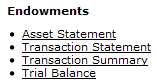 Endowments
Asset Statement
Transaction Statement
Transaction Summary
Trial Balance